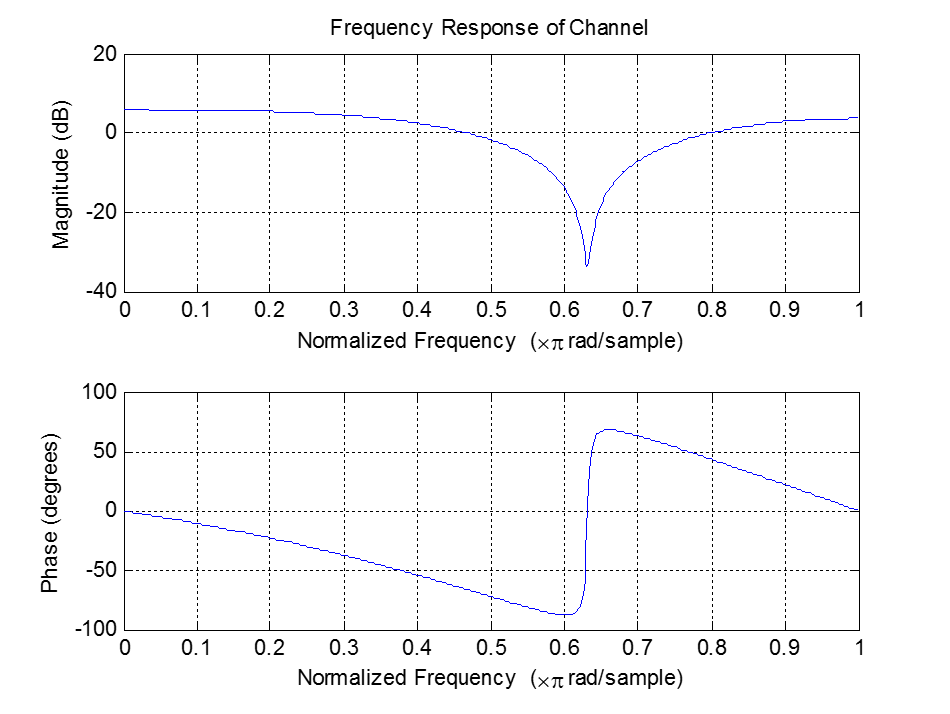 Frequency Response of Channel
20
0
-20
-40
Magnitude (dB)
0 0.1 0.2 0.3 0.4 0.5 0.6 0.7 0.8 0.9 1
Normalized Frequency (×π rad/sample)
100
50
0
-50
-100
Phase (degrees)
0 0.1 0.2 0.3 0.4 0.5 0.6 0.7 0.8 0.9 1
Normalized Frequency (×π rad/sample)